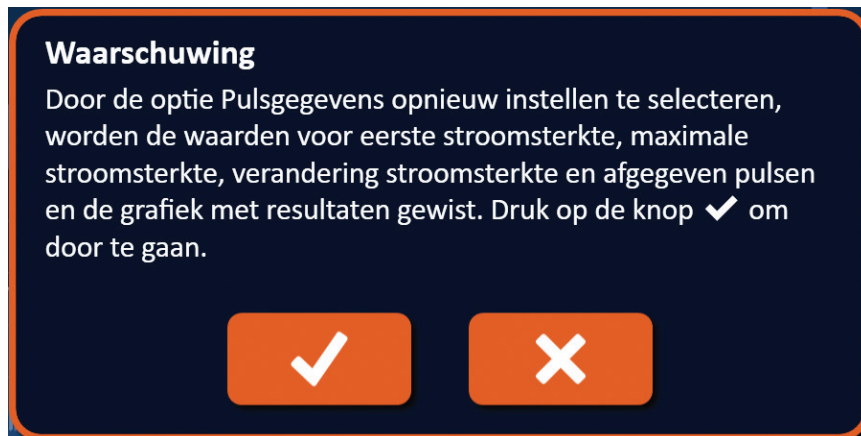 Waarschuwing
Door de optie Pulsgegevens opnieuw instellen te selecteren,
worden de waarden voor eerste stroomsterkte, maximale
stroomsterkte, verandering stroomsterkte en afgegeven pulsen
en de grafiek met resultaten gewist. Druk op de knop ✔ om
door te gaan.